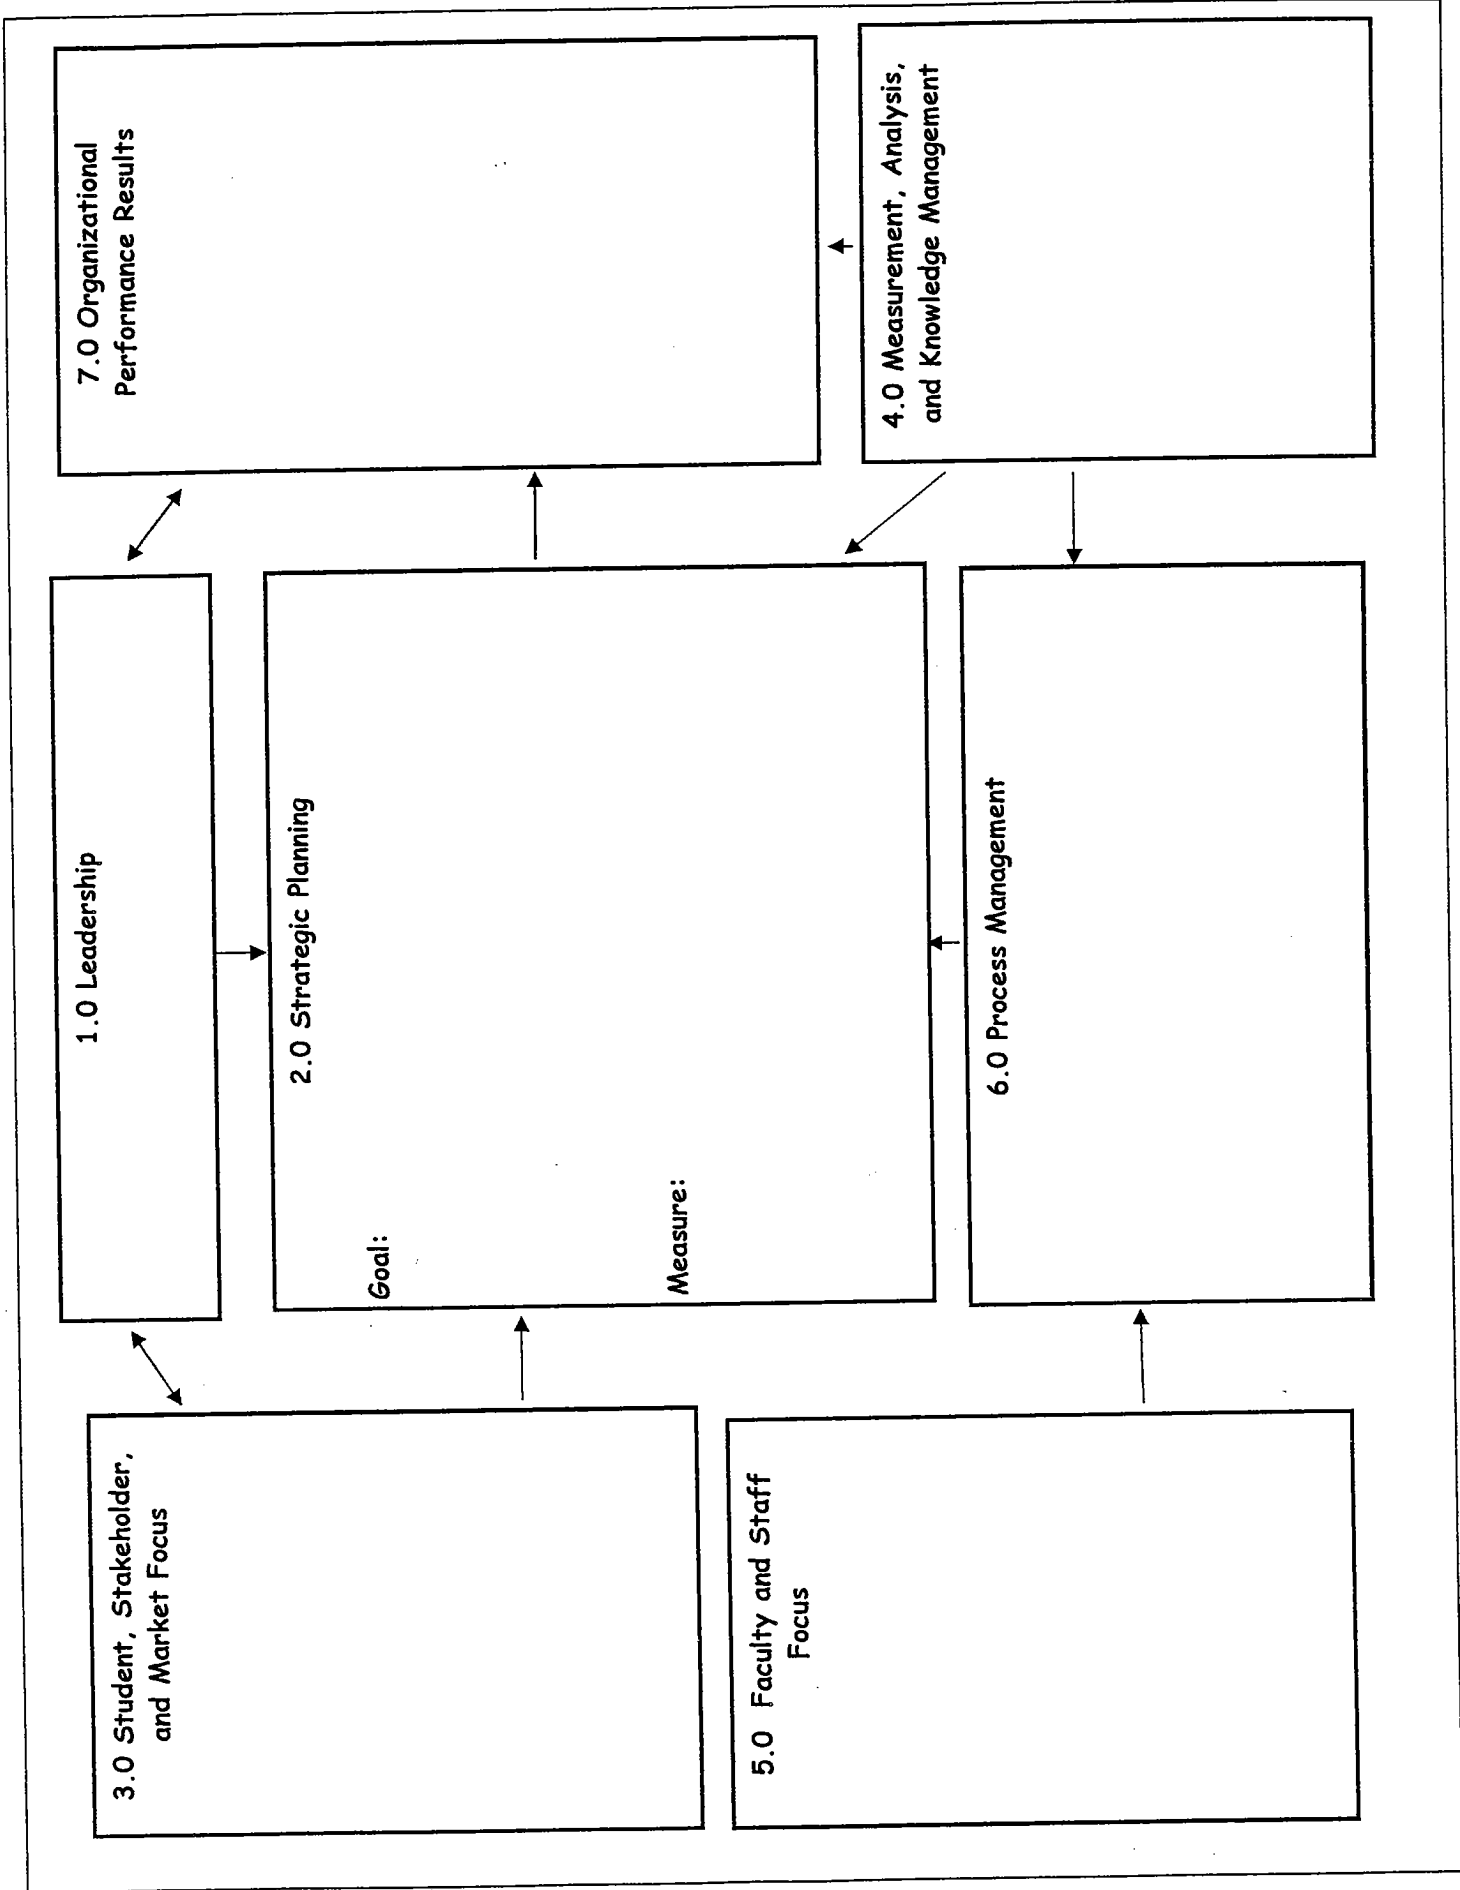 1.0 Leadership
3.0 Student, Stakeholder,
and Market Focus
2.0 Strategic Planning
Goal:
Measure:
7.0 Organizational
Performance Results
5.0 Faculty and Staff
Focus
6.0 Process Management
4.0 Measurement, Analysis,
and Knowledge Management